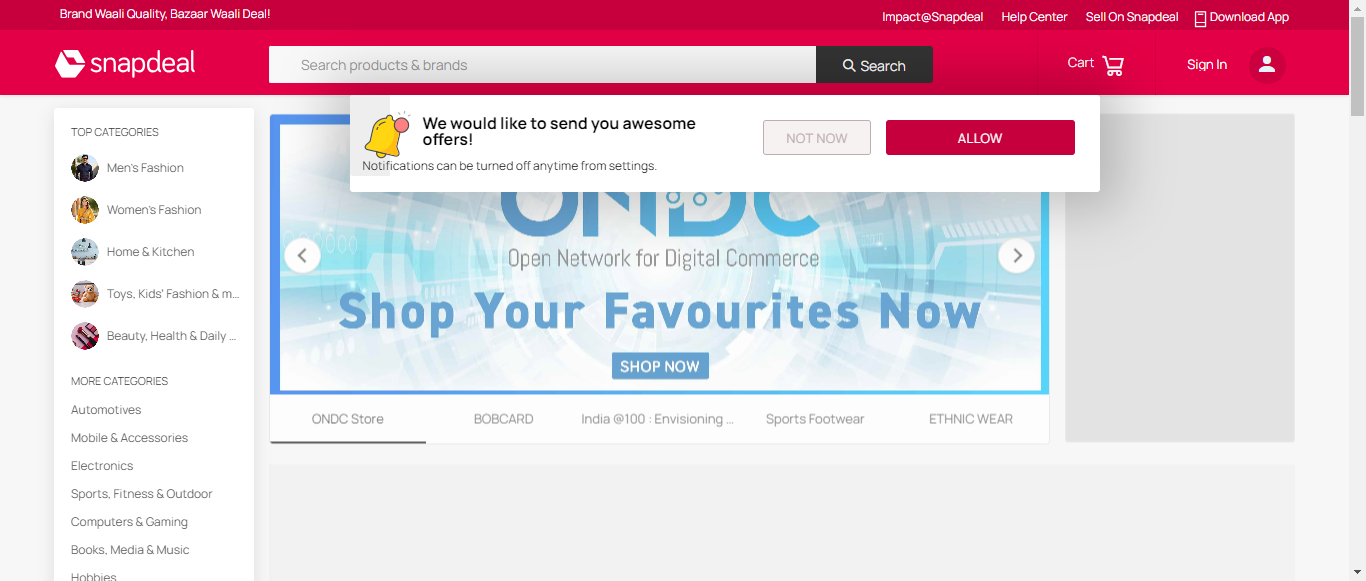 Brand Waali Quality, Bazaar Waali Deal!
Impact@Snapdeal
Help Center
Sell On Snapdeal
Download App
snapdeal
Search products & brands
Search
Cart
Sign In
We would like to send you awesome
offers!
NOT NOW
ALLOW
Notifications can be turned off anytime from settings.
TOP CATEGORIES
Men's Fashion
Women's Fashion
Home & Kitchen
Toys, Kids' Fashion & m...
Beauty, Health & Daily ...
MORE CATEGORIES
Automotives
Mobile & Accessories
Electronics
Sports, Fitness & Outdoor
Computers & Gaming
Books, Media & Music
Hobbies
ONDC
Open Network for Digital Commerce
Shop Your Favourites Now
SHOP NOW
ONDC Store
BOBCARD
India @100 : Envisioning ...
Sports Footwear
ETHNIC WEAR